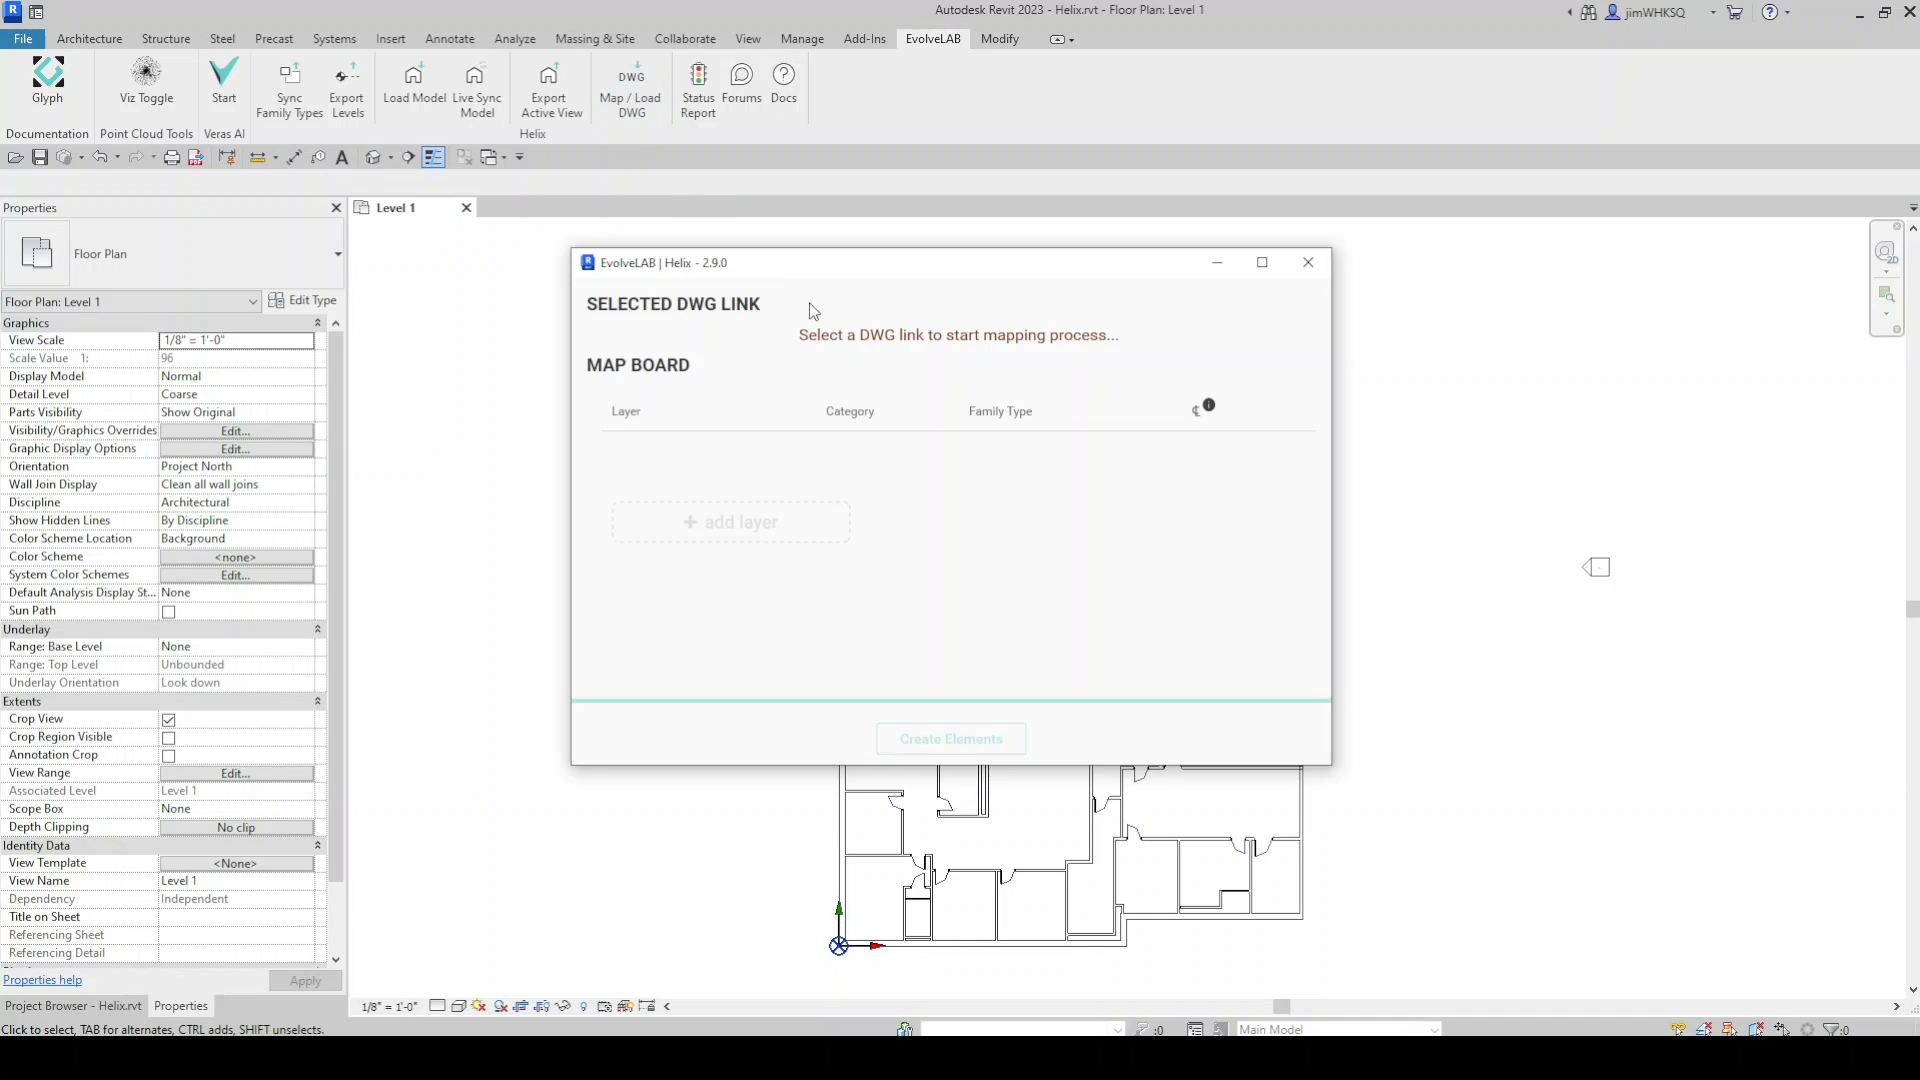 Autodesk Revit 2023 - Helix.rvt - Floor Plan: Level 1
jimWHKSQ
File Architecture Structure Steel Precast Systems Insert Annotate Analyze Massing & Site Collaborate View Manage Add-Ins EvolveLAB Modify
Glyph
Viz Toggle
Start
Sync
Family Types
Export
Levels
Load Model
Live Sync
Model
Export
Active View
DWG
Map / Load
DWG
Status
Report
Forums
Docs
Documentation
Point Cloud Tools
Veras AI
Helix
Properties
Level 1
Floor Plan
Floor Plan: Level 1
Edit Type
Graphics
View Scale 1/8" = 1'-0"
Scale Value 1: 96
Display Model Normal
Detail Level Coarse
Parts Visibility Show Original
Visibility/Graphics Overrides Edit...
Graphic Display Options Edit...
Orientation Project North
Wall Join Display Clean all wall joins
Discipline Architectural
Show Hidden Lines By Discipline
Color Scheme Location Background
Color Scheme <none>
System Color Schemes Edit...
Default Analysis Display St... None
Sun Path
Underlay
Range: Base Level None
Range: Top Level Unbounded
Underlay Orientation Look down
Extents
Crop View
Crop Region Visible
Annotation Crop
View Range Edit...
Associated Level Level 1
Scope Box None
Depth Clipping No clip
Identity Data
View Template <None>
View Name Level 1
Dependency Independent
Title on Sheet
Referencing Sheet
Referencing Detail
Properties help
Apply
Project Browser - Helix.rvt Properties
EvolveLAB | Helix - 2.9.0
SELECTED DWG LINK
Select a DWG link to start mapping process...
MAP BOARD
Layer Category Family Type ℄
+ add layer
Create Elements
2D
1/8" = 1'-0"
Click to select, TAB for alternates, CTRL adds, SHIFT unselects.
:0
Main Model
:0